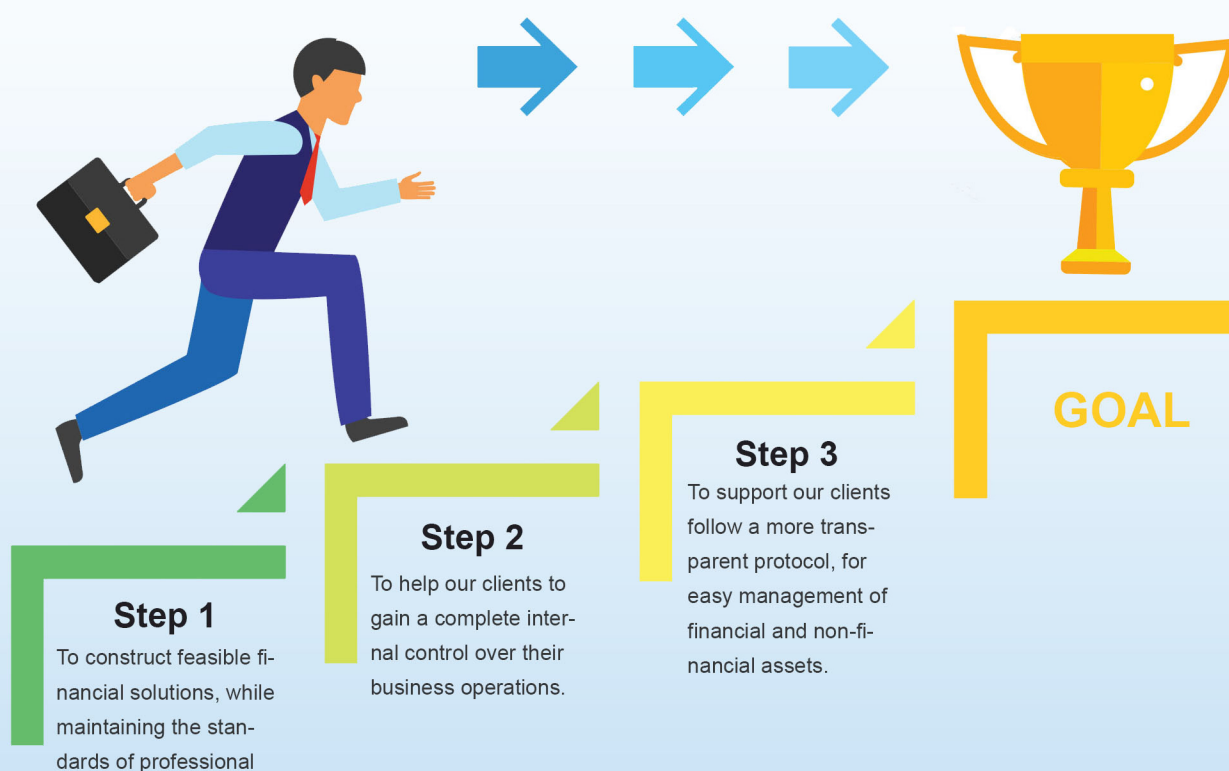 Step 1
To construct feasible fi-
nancial solutions, while
maintaining the stan-
dards of professional
Step 2
To help our clients to
gain a complete inter-
nal control over their
business operations.
Step 3
To support our clients
follow a more trans-
parent protocol, for
easy management of
financial and non-fi-
nancial assets.
GOAL